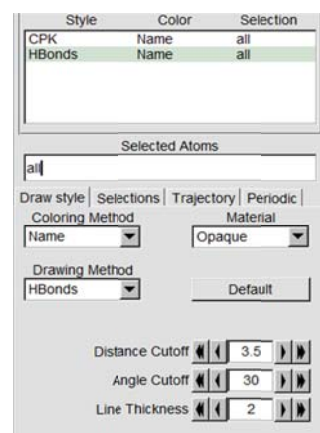 Style Color Selection
CPK Name all
HBonds Name all
Selected Atoms
all
Draw style Selections Trajectory Periodic
Coloring Method Material
Name Opaque
Drawing Method
HBonds Default
Distance Cutoff 3.5
Angle Cutoff 30
Line Thickness 2